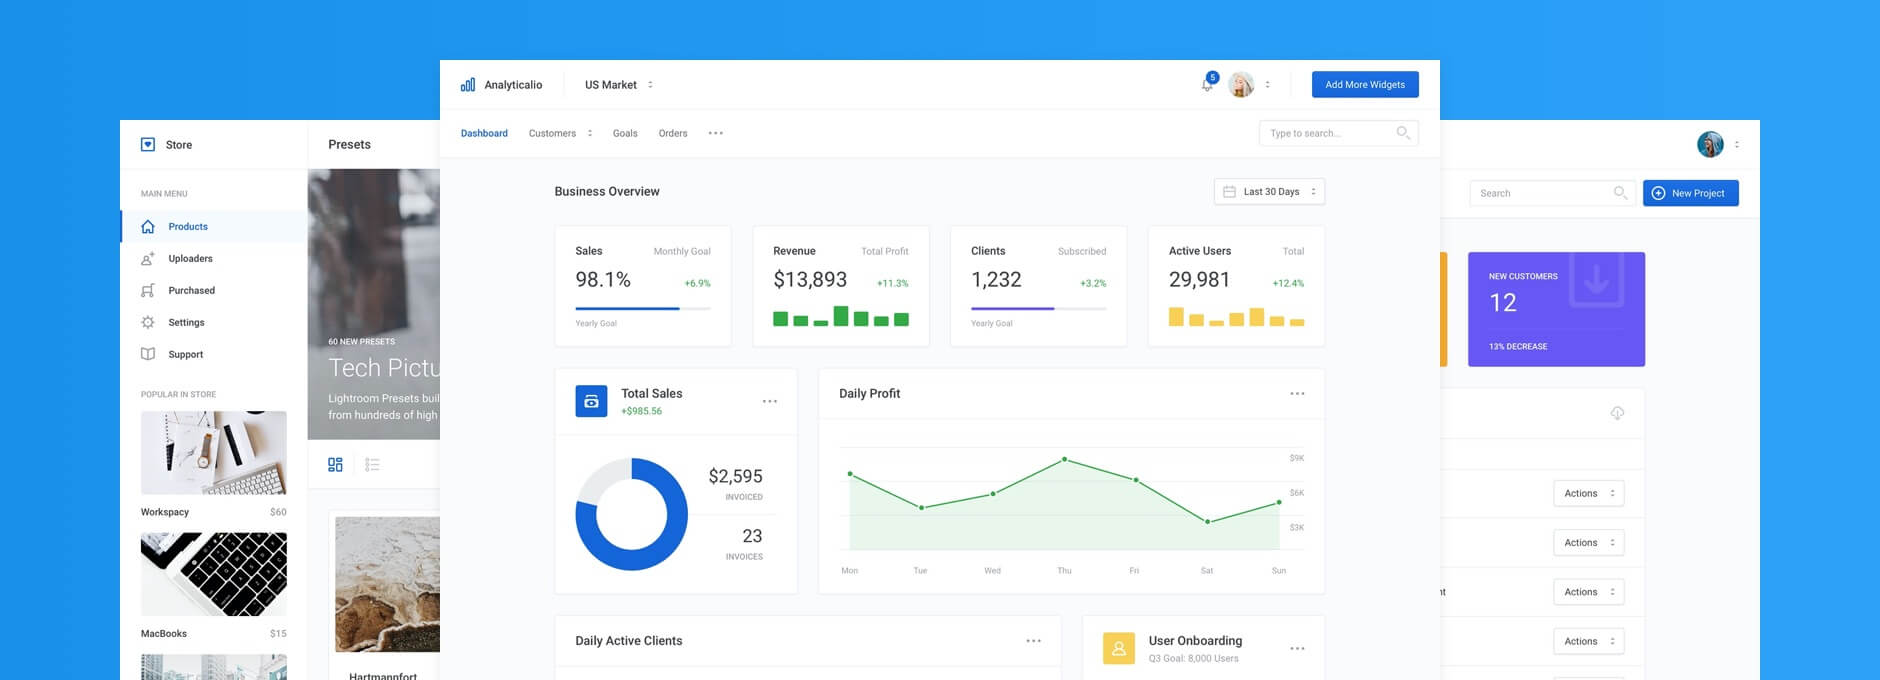 Store
MAIN MENU
Products
Uploaders
Purchased
Settings
Support
POPULAR IN STORE
Workspacy $60
MacBooks $15
Presets
60 NEW PRESETS
Tech Pictu
Lightroom Presets buil
from hundreds of high
Hartmannfort
Analyticalio
US Market
5
Add More Widgets
Dashboard Customers Goals Orders
Type to search...
Business Overview
Last 30 Days
Sales Monthly Goal
98.1% +6.9%
Yearly Goal
Revenue Total Profit
$13,893 +11.3%
Clients Subscribed
1,232 +3.2%
Yearly Goal
Active Users Total
29,981 +12.4%
Total Sales
+$985.56
$2,595
INVOICED
23
INVOICES
Daily Profit
$9K
$6K
$3K
Mon Tue Wed Thu Fri Sat Sun
Daily Active Clients
User Onboarding
Q3 Goal: 8,000 Users
Search
New Project
NEW CUSTOMERS
12
13% DECREASE
Actions
Actions
nt Actions
Actions